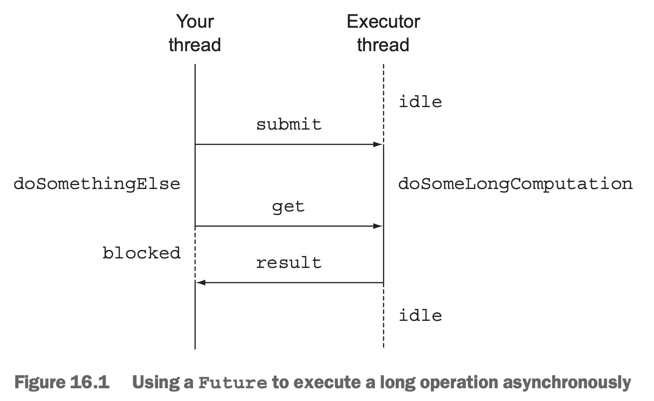 Your
thread
Executor
thread
idle
submit
doSomethingElse
doSomeLongComputation
get
blocked
result
idle
Figure 16.1 Using a Future to execute a long operation asynchronously